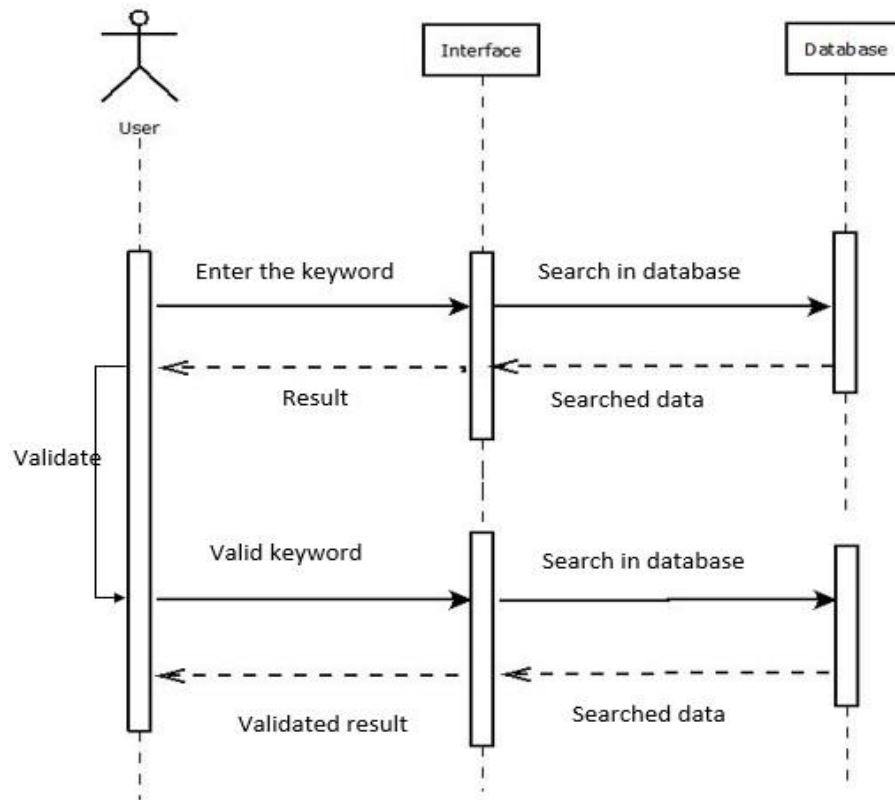 Interface
Database
User
Enter the keyword
Search in database
Result
Searched data
Validate
Valid keyword
Search in database
Validated result
Searched data